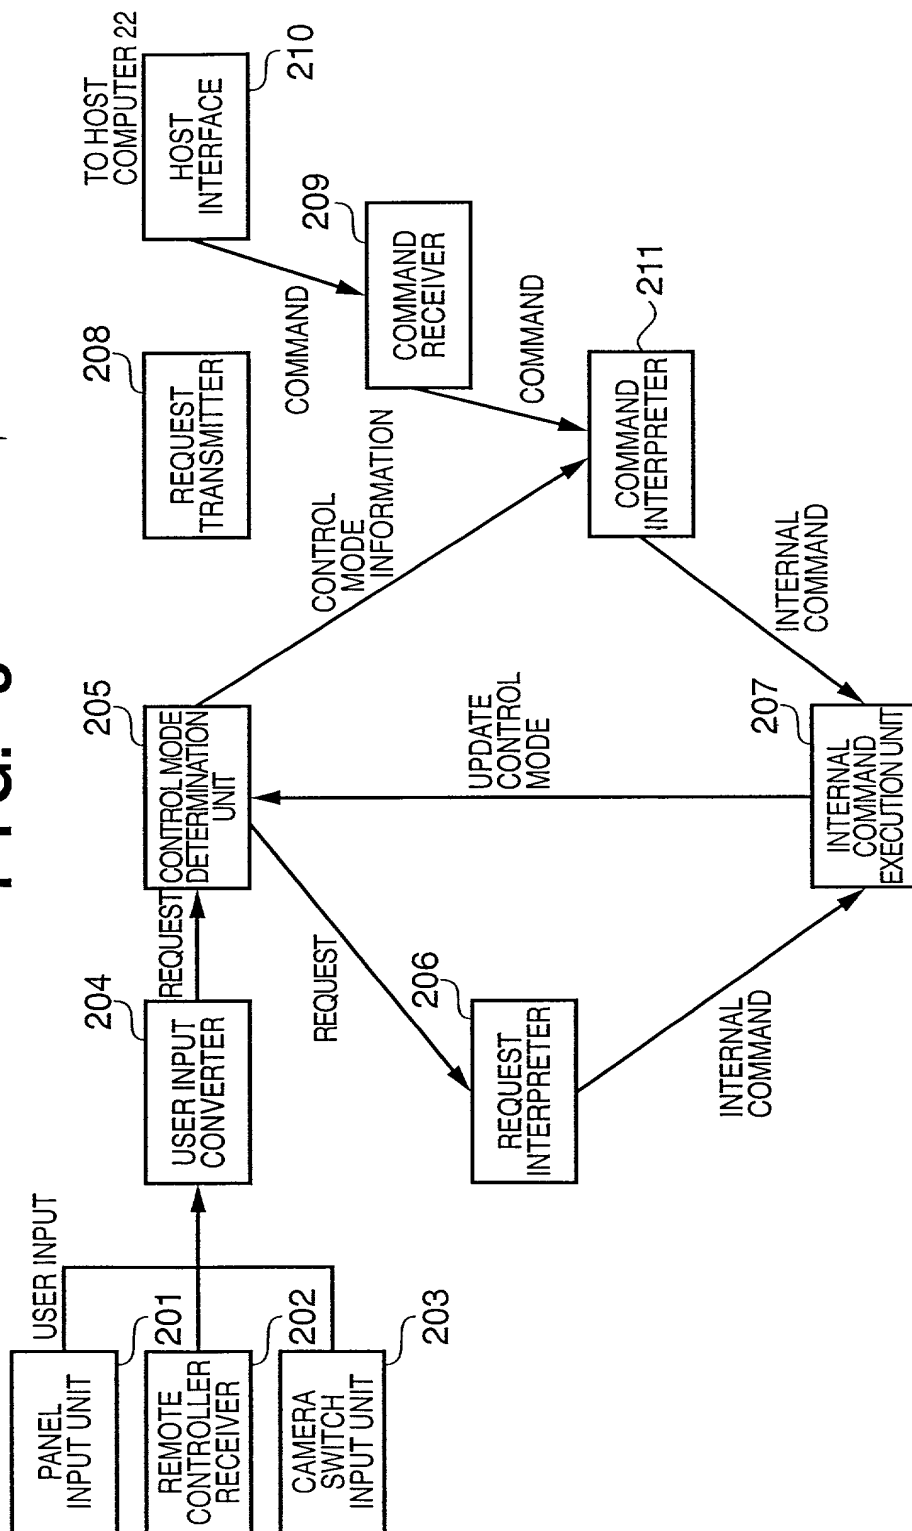 FIG.
USER INPUT
PANEL
INPUT UNIT
201
REMOTE
CONTROLLER
RECEIVER
202
CAMERA
SWITCH
INPUT UNIT
203
204
USER INPUT
CONVERTER
REQUEST
205
CONTROL MODE
DETERMINATION
UNIT
208
REQUEST
TRANSMITTER
TO HOST
COMPUTER 22
HOST
INTERFACE
210
REQUEST
CONTROL
MODE
INFORMATION
COMMAND
209
COMMAND
RECEIVER
206
REQUEST
INTERPRETER
UPDATE
CONTROL
MODE
COMMAND
211
COMMAND
INTERPRETER
INTERNAL
COMMAND
INTERNAL
COMMAND
207
INTERNAL
COMMAND
EXECUTION UNIT